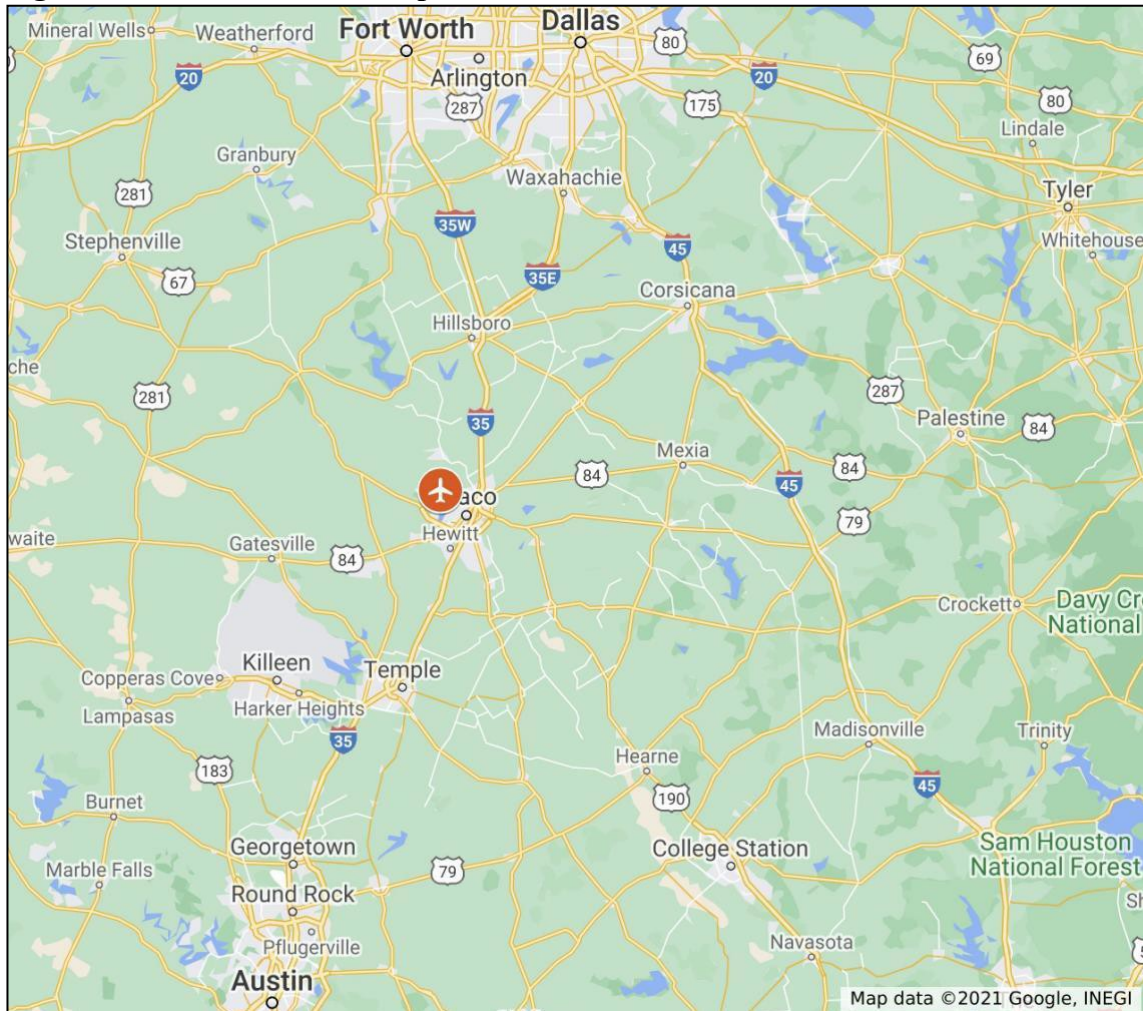 Dallas
Mineral Wells
Weatherford
Fort Worth
80
69
20
Arlington
20
287
175
80
Lindale
Granbury
Waxahachie
281
Tyler
35W
Stephenville
45
Whitehouse
67
35E
Corsicana
Hillsboro
che
281
287
35
Palestine
84
Mexia
84
84
45
aco
79
waite
Hewitt
Gatesville
84
Crockett
Davy Cr
National
Killeen
Temple
Copperas Cove
Harker Heights
Lampasas
35
Madisonville
Trinity
183
Hearne
45
190
Burnet
Georgetown
College Station
Sam Houston
National Forest
Marble Falls
79
Round Rock
Sh
Pflugerville
Navasota
5
Austin
Map data ©2021 Google, INEGI